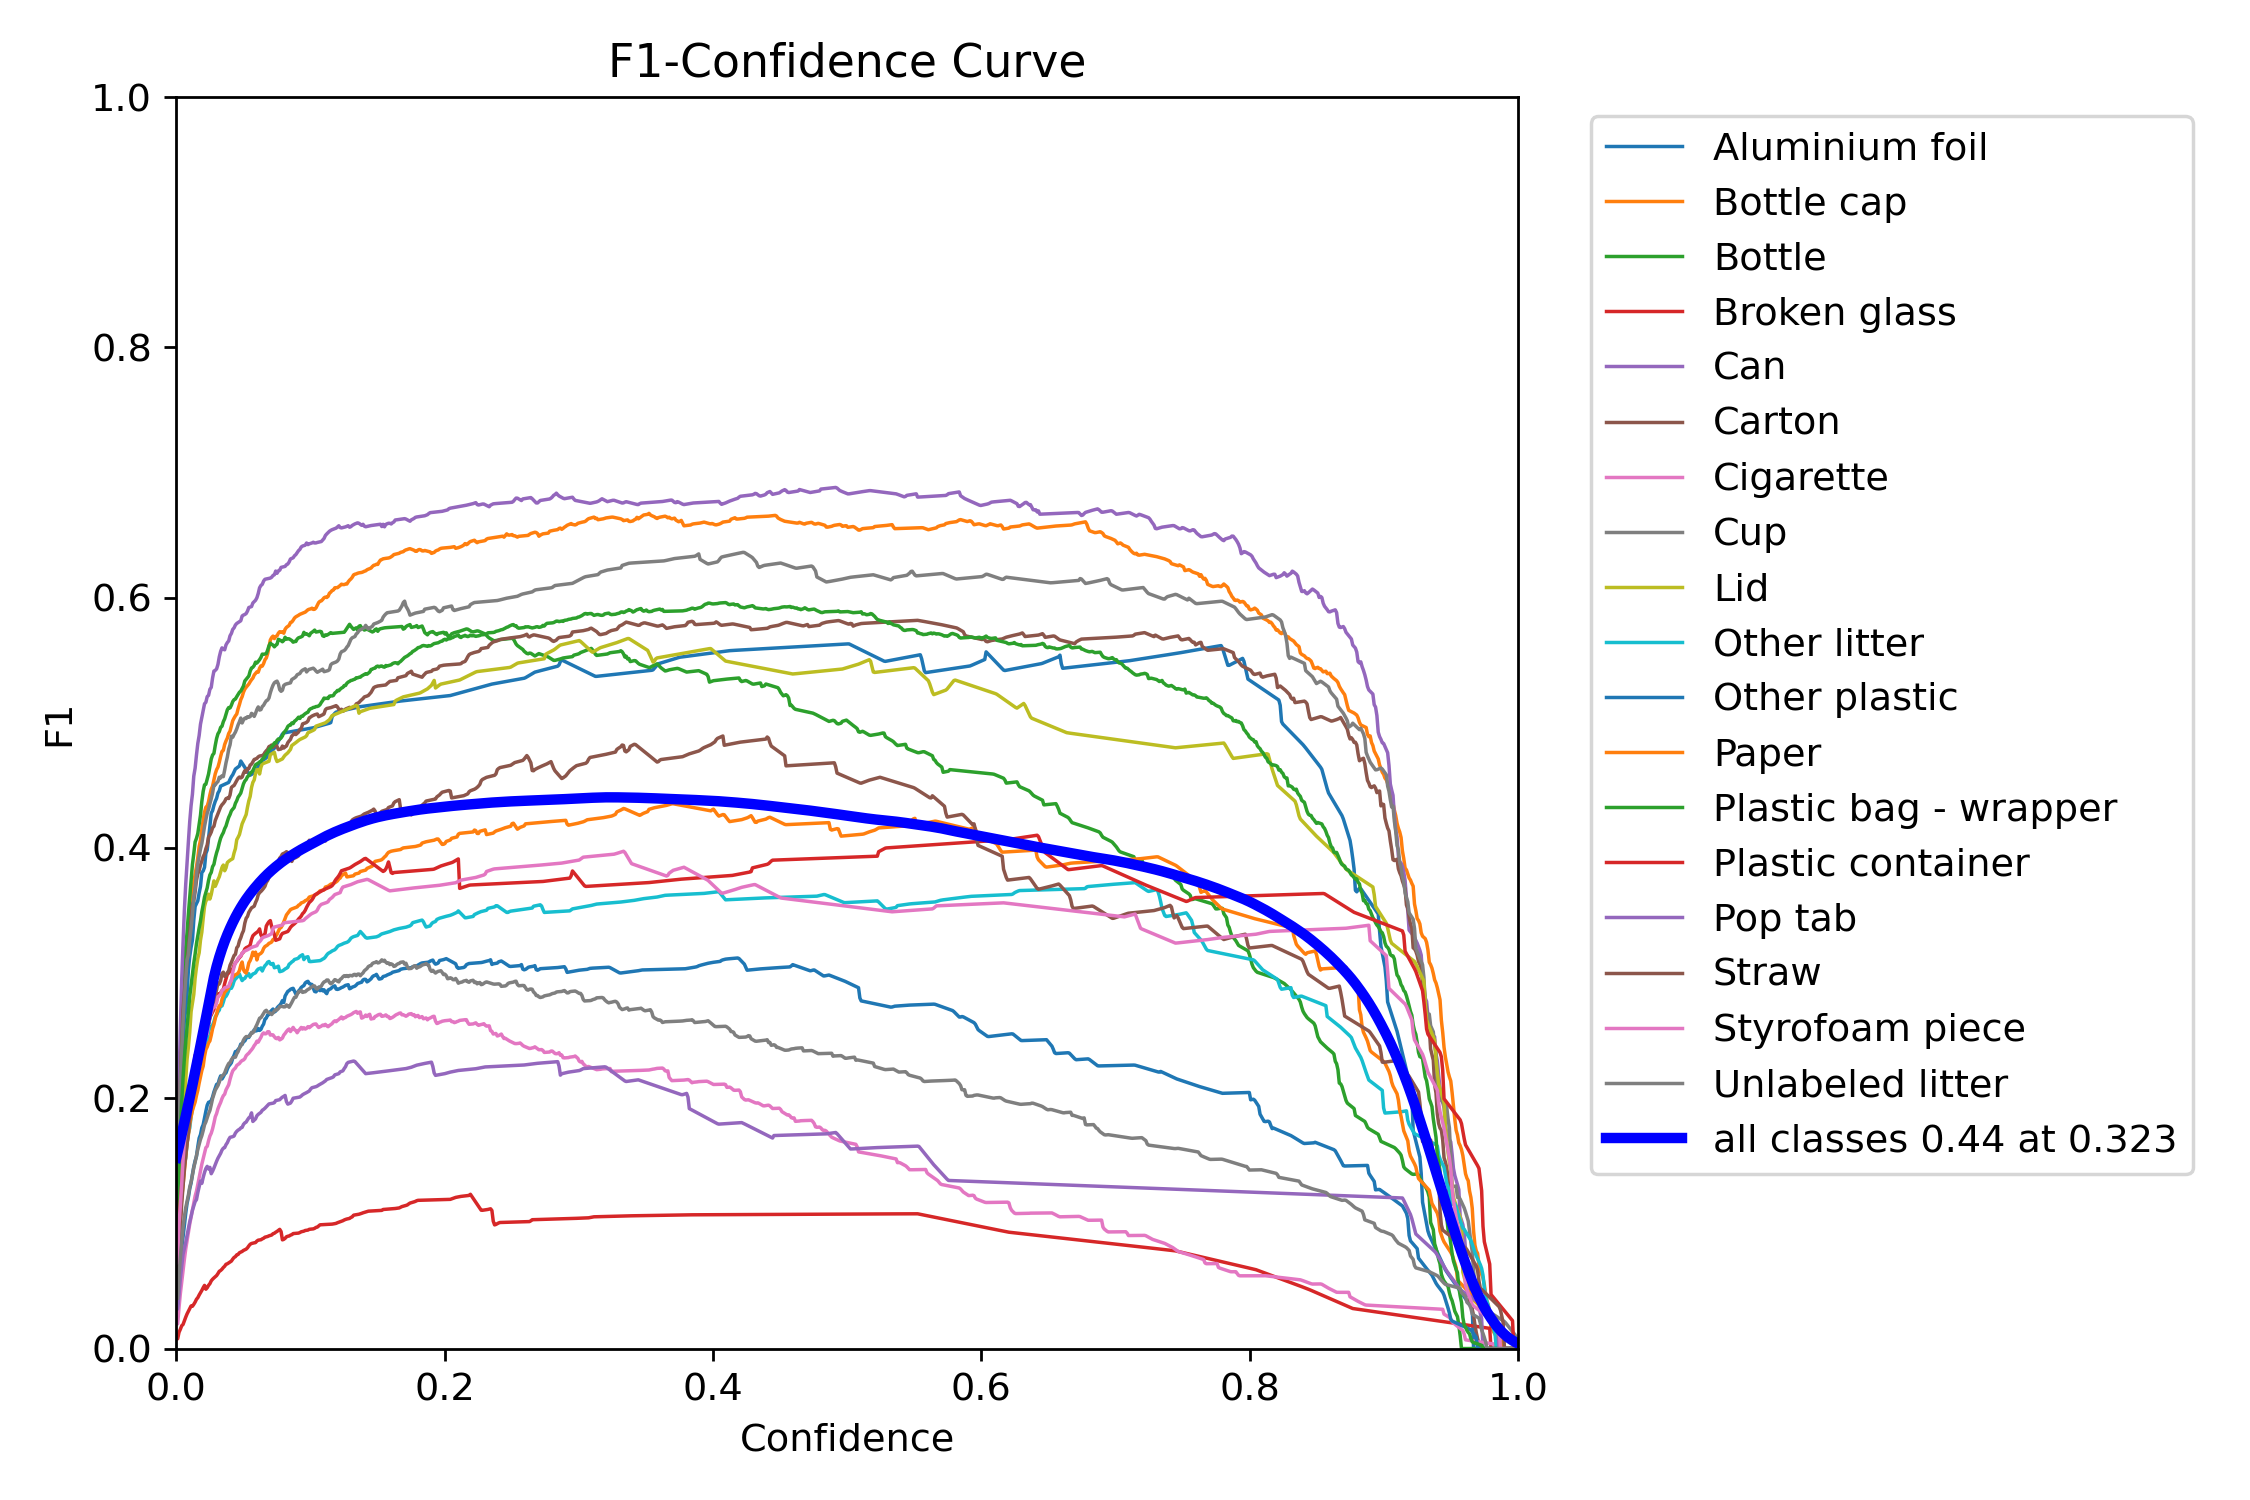 F1-Confidence Curve
1.0
0.8
0.6
0.4
0.2
0.0
F1
0.0 0.2 0.4 0.6 0.8 1.0
Confidence
Aluminium foil
Bottle cap
Bottle
Broken glass
Can
Carton
Cigarette
Cup
Lid
Other litter
Other plastic
Paper
Plastic bag - wrapper
Plastic container
Pop tab
Straw
Styrofoam piece
Unlabeled litter
all classes 0.44 at 0.323